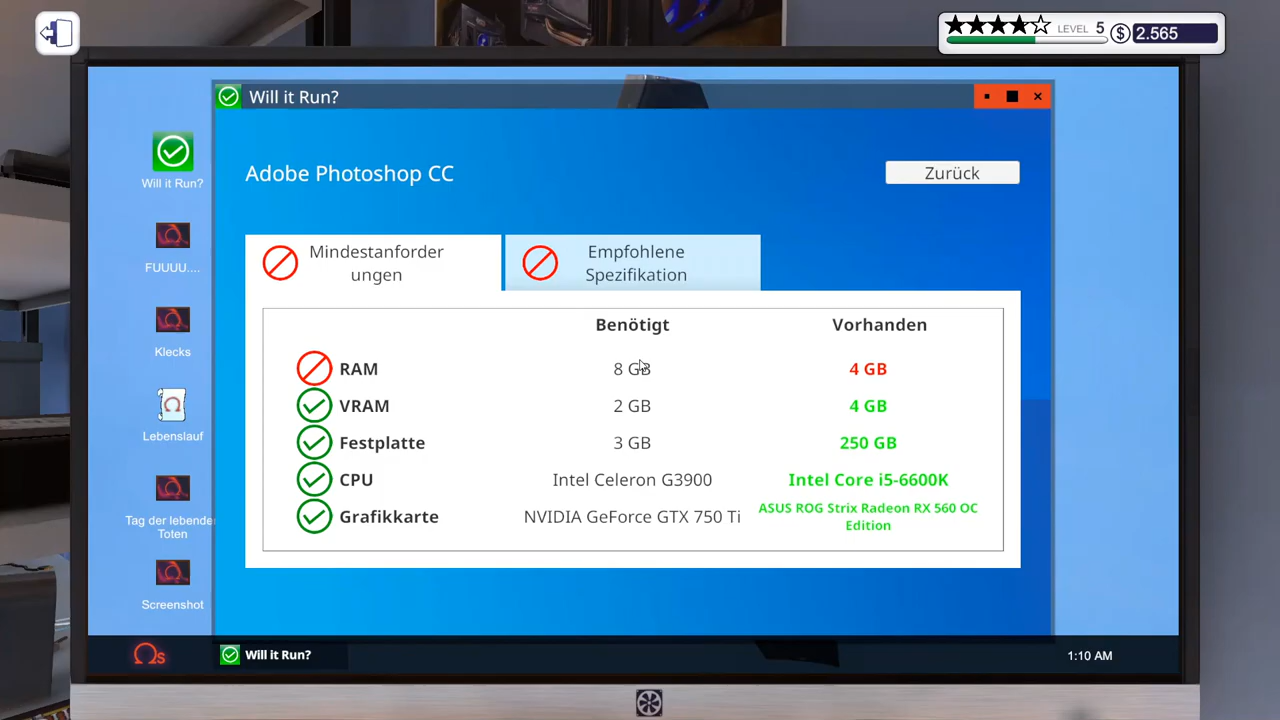 ★★★★☆ LEVEL 5 $ 2.565
Will it Run?
Adobe Photoshop CC
Zurück
Mindestanforder
ungen
Empfohlene
Spezifikation
Benötigt Vorhanden
RAM 8 GB 4 GB
VRAM 2 GB 4 GB
Festplatte 3 GB 250 GB
CPU Intel Celeron G3900 Intel Core i5-6600K
Grafikkarte NVIDIA GeForce GTX 750 Ti ASUS ROG Strix Radeon RX 560 OC
Edition
Will it Run?
FUUUU....
Klecks
Lebenslauf
Tag der lebenden
Toten
Screenshot
Ωs
Will it Run?
1:10 AM